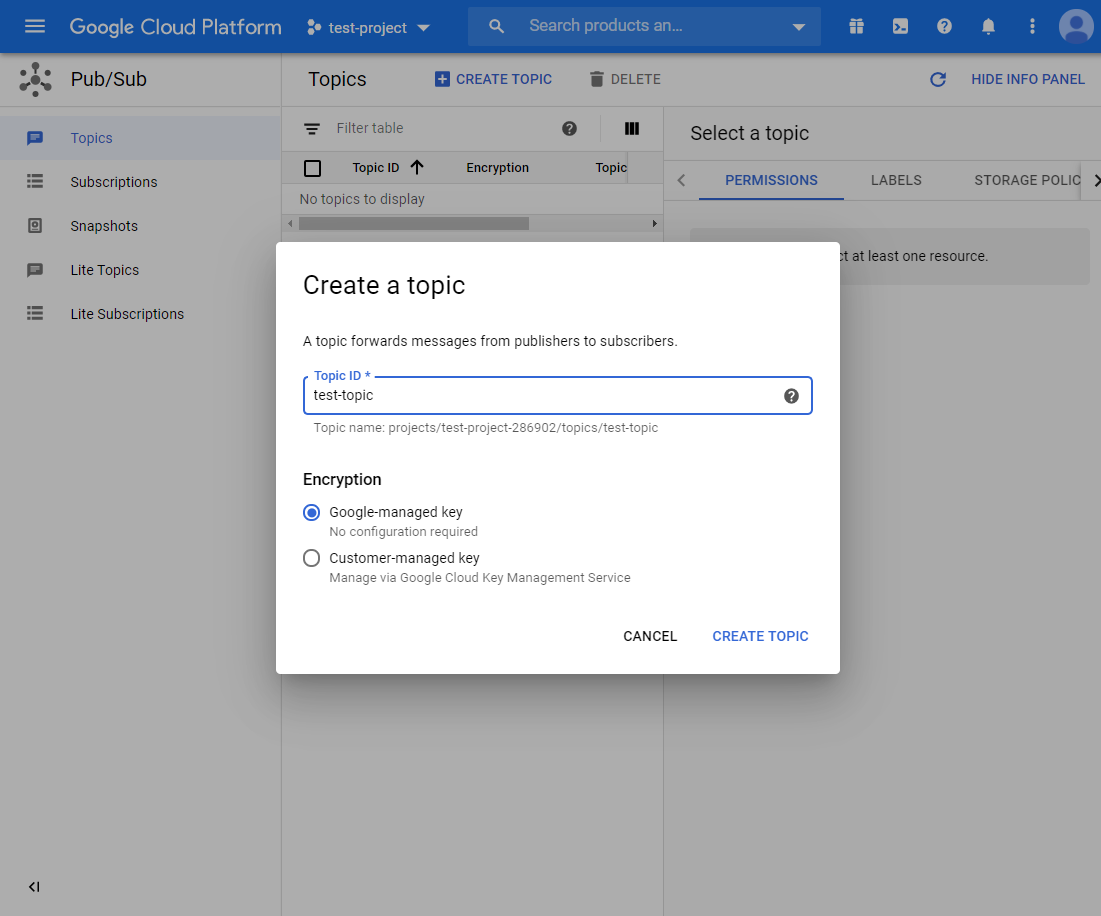 Google Cloud Platform
test-project
Search products an...
Pub/Sub
Topics
CREATE TOPIC
DELETE
HIDE INFO PANEL
Topics
Subscriptions
Snapshots
Lite Topics
Lite Subscriptions
Filter table
Topic ID
Encryption
Topic
No topics to display
Select a topic
PERMISSIONS
LABELS
STORAGE POLIC
ct at least one resource.
Create a topic
A topic forwards messages from publishers to subscribers.
Topic ID *
test-topic
Topic name: projects/test-project-286902/topics/test-topic
Encryption
Google-managed key
No configuration required
Customer-managed key
Manage via Google Cloud Key Management Service
CANCEL
CREATE TOPIC